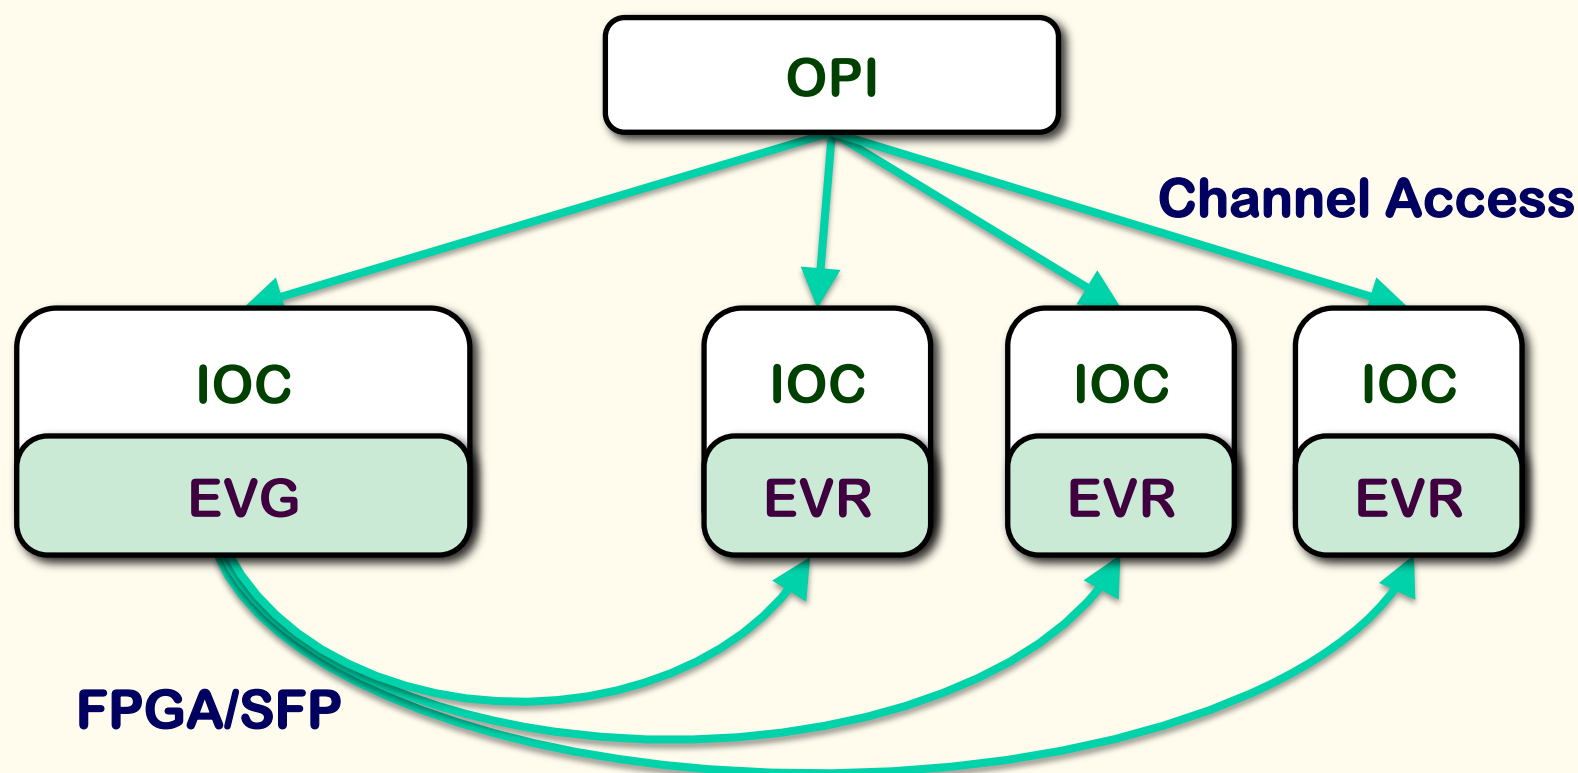 OPI
Channel Access
IOC
IOC
IOC
IOC
EVG
EVR
EVR
EVR
FPGA/SFP